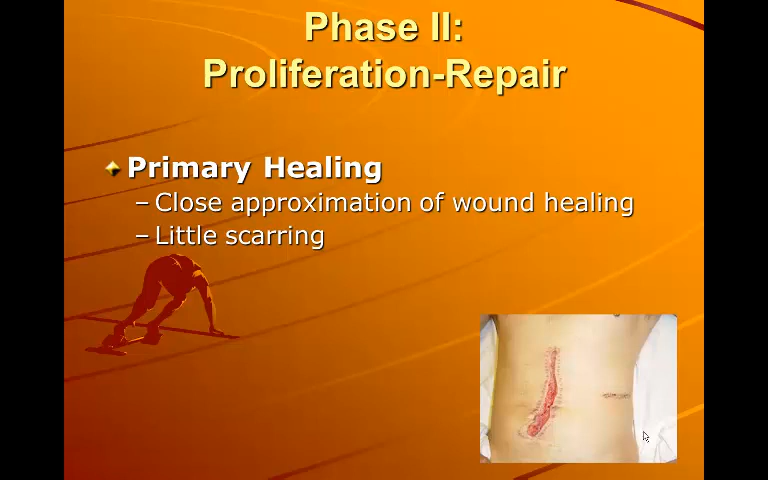 Phase II:
Proliferation-Repair
Primary Healing
– Close approximation of wound healing
– Little scarring